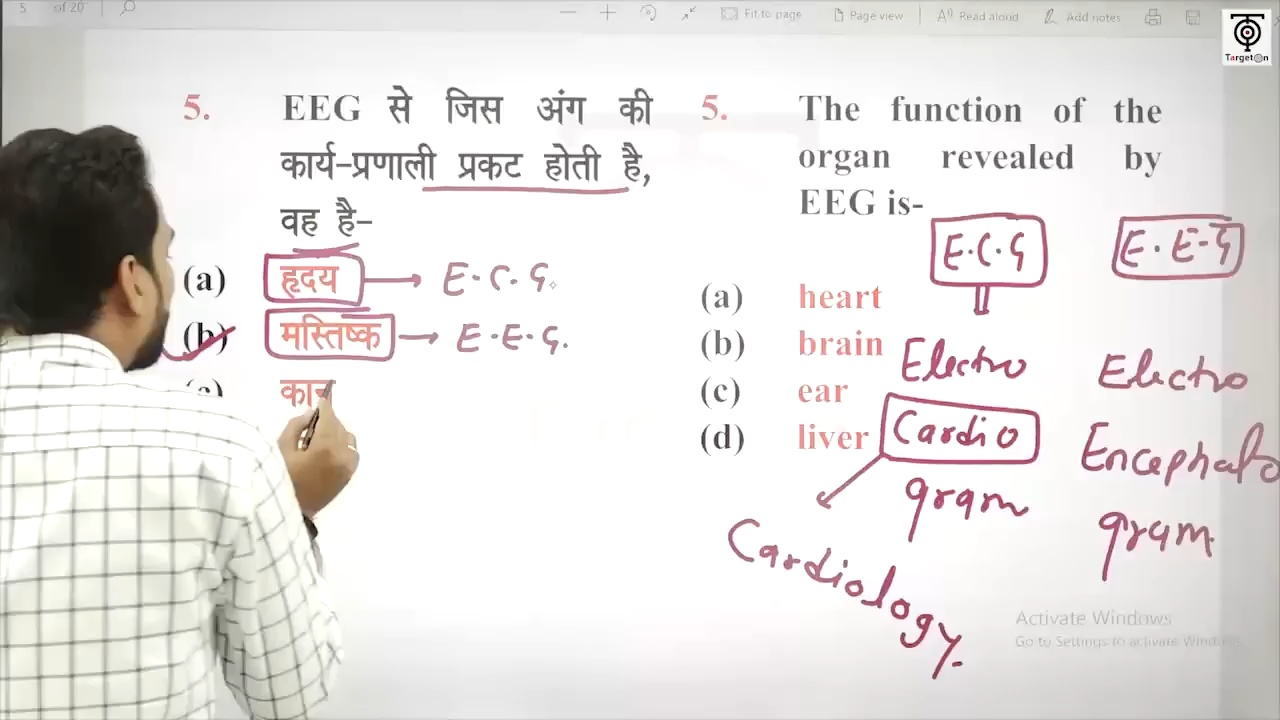 5 of 20
Fit to page
Page view
Read aloud
Add notes
TargetOn
5. EEG से जिस अंग की
कार्य-प्रणाली प्रकट होती है,
वह है-
(a) हृदय → E.C.G.
(b) मस्तिष्क → E.E.G.
कान
5. The function of the
organ revealed by
EEG is-
E.C.G
E.E-G
(a) heart
(b) brain
(c) ear
(d) liver
Electro
Cardio
gram
Cardiology.
Electro
Encephalo
gram.
Activate Windows
Go to Settings to activate Windows.